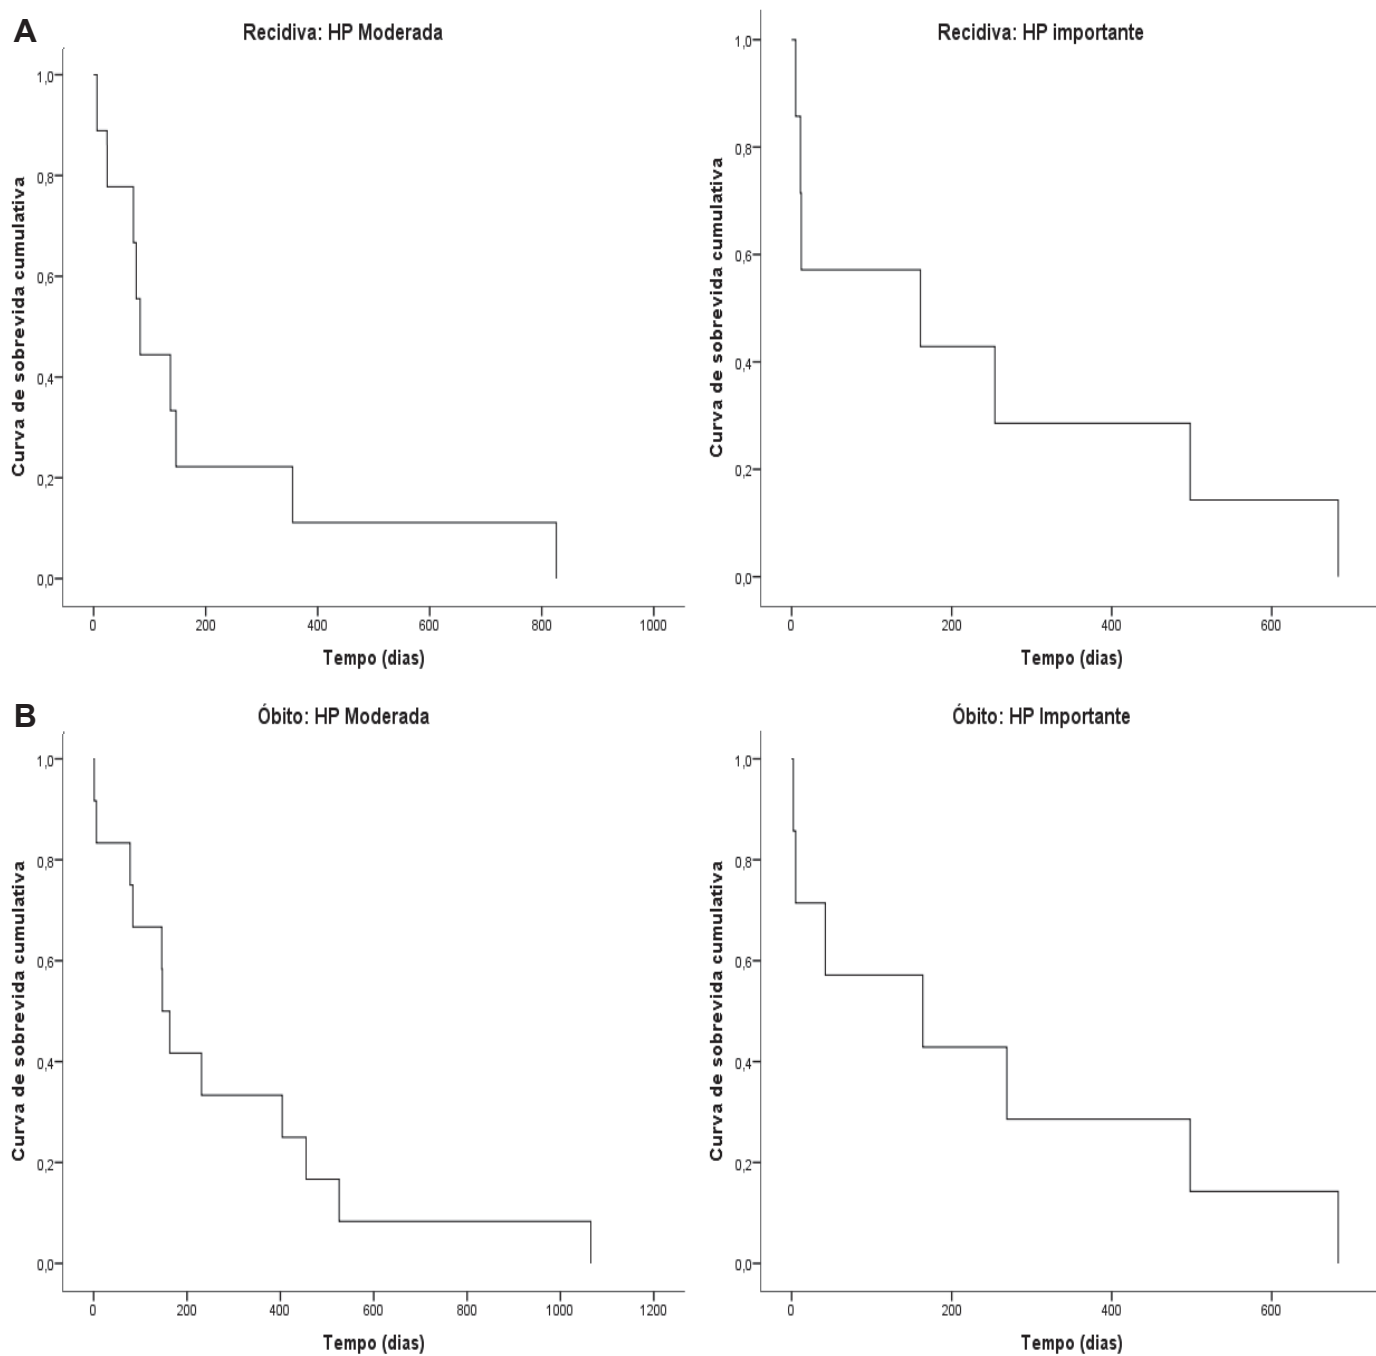 A
Recidiva: HP Moderada
Curva de sobrevida cumulativa
1,0
0,8
0,6
0,4
0,2
0,0
0 200 400 600 800 1000
Tempo (dias)
Recidiva: HP importante
Curva de sobrevida cumulativa
1,0
0,8
0,6
0,4
0,2
0,0
0 200 400 600
Tempo (dias)
B
Óbito: HP Moderada
Curva de sobrevida cumulativa
1,0
0,8
0,6
0,4
0,2
0,0
0 200 400 600 800 1000 1200
Tempo (dias)
Óbito: HP Importante
Curva de sobrevida cumulativa
1,0
0,8
0,6
0,4
0,2
0,0
0 200 400 600
Tempo (dias)